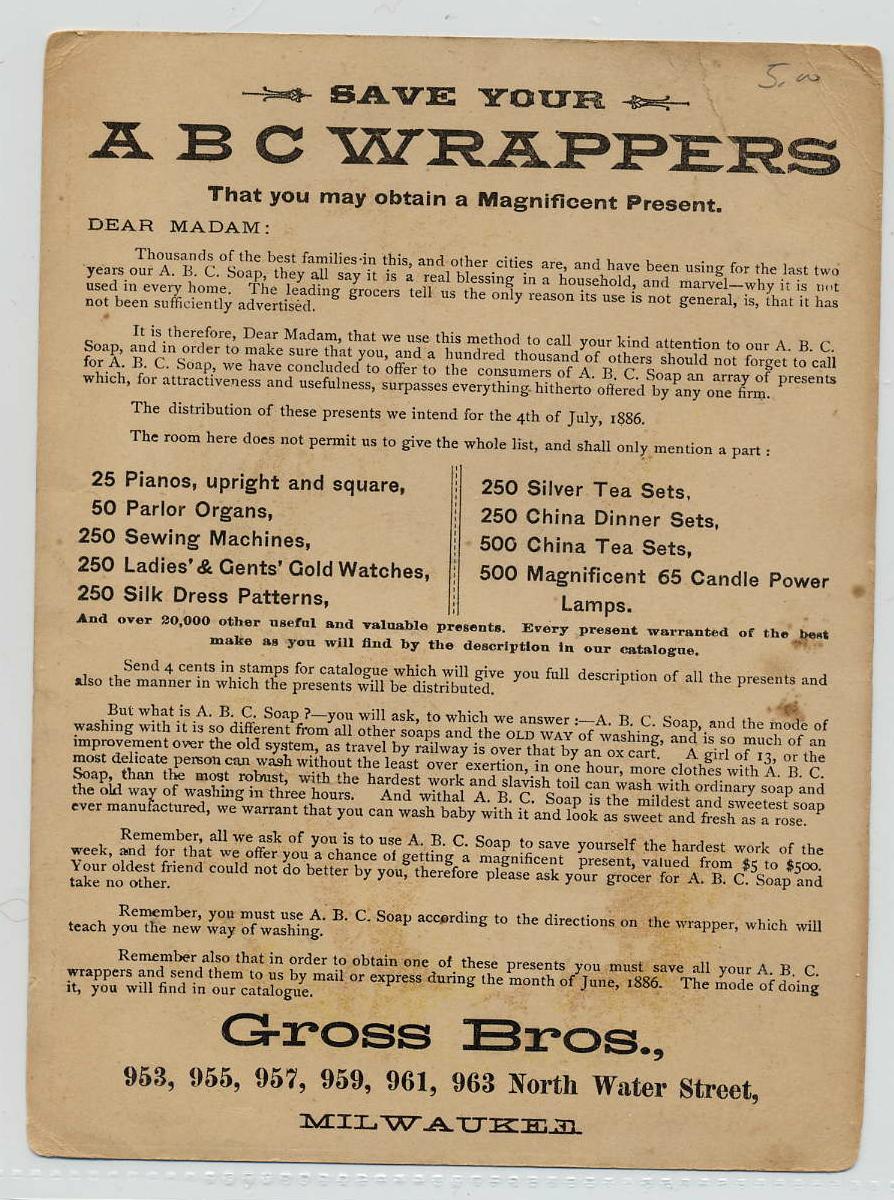 5.00
SAVE YOUR
A B C WRAPPERS
That you may obtain a Magnificent Present.
DEAR MADAM:
Thousands of the best families in this, and other cities are, and have been using for the last two
years our A. B. C. Soap, they all say it is a real blessing in a household, and marvel—why it is not
used in every home. The leading grocers tell us the only reason its use is not general, is, that it has
not been sufficiently advertised.
It is therefore, Dear Madam, that we use this method to call your kind attention to our A. B. C.
Soap, and in order to make sure that you, and a hundred thousand of others should not forget to call
for A. B. C. Soap, we have concluded to offer to the consumers of A. B. C. Soap an array of presents
which, for attractiveness and usefulness, surpasses everything hitherto offered by any one firm.
The distribution of these presents we intend for the 4th of July, 1886.
The room here does not permit us to give the whole list, and shall only mention a part :
25 Pianos, upright and square,
50 Parlor Organs,
250 Sewing Machines,
250 Ladies' & Gents' Gold Watches,
250 Silk Dress Patterns,
250 Silver Tea Sets,
250 China Dinner Sets,
500 China Tea Sets,
500 Magnificent 65 Candle Power
Lamps.
And over 20,000 other useful and valuable presents. Every present warranted of the best
make as you will find by the description in our catalogue.
Send 4 cents in stamps for catalogue which will give you full description of all the presents and
also the manner in which the presents will be distributed.
But what is A. B. C. Soap ?—you will ask, to which we answer :—A. B. C. Soap, and the mode of
washing with it is so different from all other soaps and the OLD WAY of washing, and is so much of an
improvement over the old system, as travel by railway is over that by an ox cart. A girl of 13, or the
most delicate person can wash without the least over exertion, in one hour, more clothes with A. B. C.
Soap, than the most robust, with the hardest work and slavish toil can wash with ordinary soap and
the old way of washing in three hours. And withal A. B. C. Soap is the mildest and sweetest soap
ever manufactured, we warrant that you can wash baby with it and look as sweet and fresh as a rose.
Remember, all we ask of you is to use A. B. C. Soap to save yourself the hardest work of the
week, and for that we offer you a chance of getting a magnificent present, valued from $5 to $500.
Your oldest friend could not do better by you, therefore please ask your grocer for A. B. C. Soap and
take no other.
Remember, you must use A. B. C. Soap according to the directions on the wrapper, which will
teach you the new way of washing.
Remember also that in order to obtain one of these presents you must save all your A. B. C.
wrappers and send them to us by mail or express during the month of June, 1886. The mode of doing
it, you will find in our catalogue.
Gross Bros.,
953, 955, 957, 959, 961, 963 North Water Street,
MILWAUKEE.